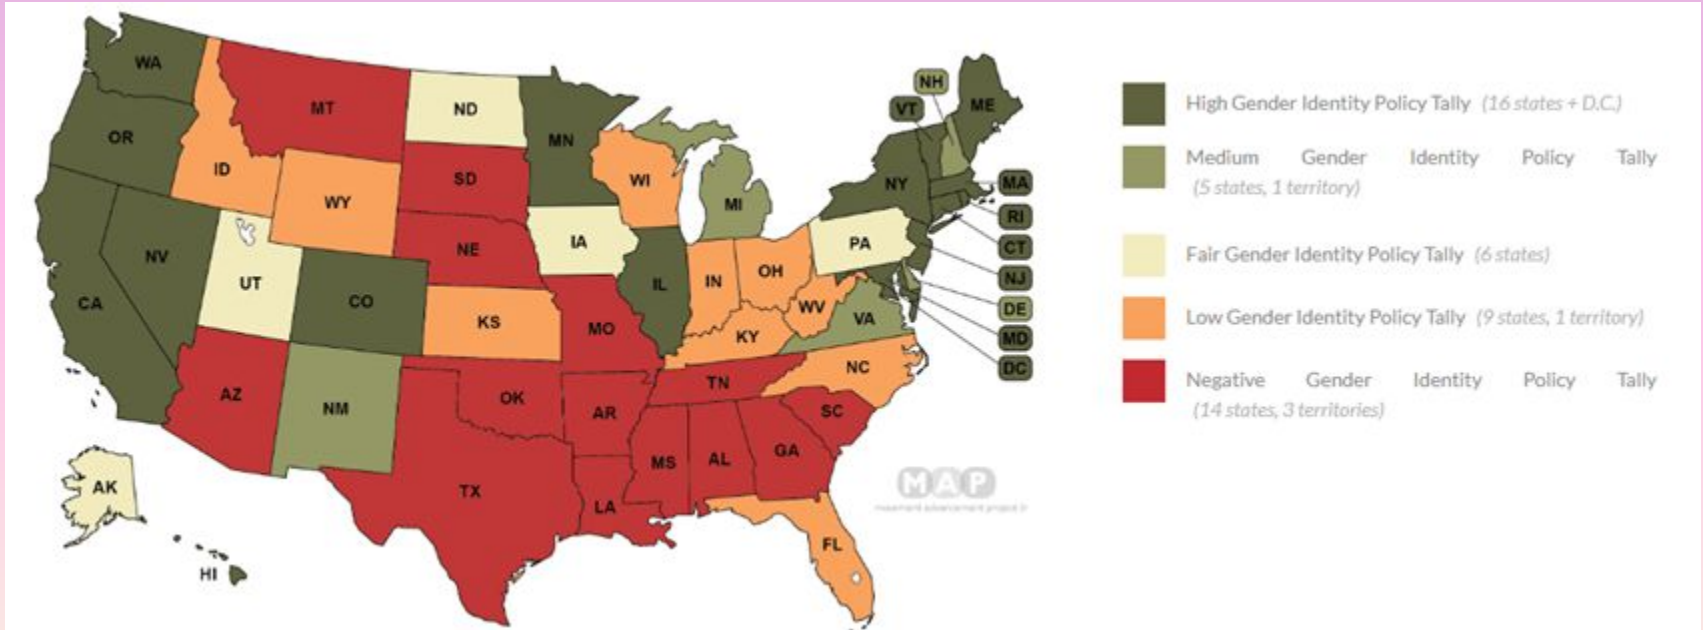 WA
MT
ND
MN
OR
ID
SD
WI
MI
NH
VT
ME
NY
MA
RI
CT
NJ
DE
MD
DC
WY
NE
IA
PA
NV
UT
CO
IL
IN
OH
WV
VA
CA
KS
MO
KY
NC
AZ
NM
OK
AR
TN
SC
TX
LA
MS
AL
GA
AK
HI
FL
MAP
movement advancement project
High Gender Identity Policy Tally (16 states + D.C.)
Medium Gender Identity Policy Tally
(5 states, 1 territory)
Fair Gender Identity Policy Tally (6 states)
Low Gender Identity Policy Tally (9 states, 1 territory)
Negative Gender Identity Policy Tally
(14 states, 3 territories)